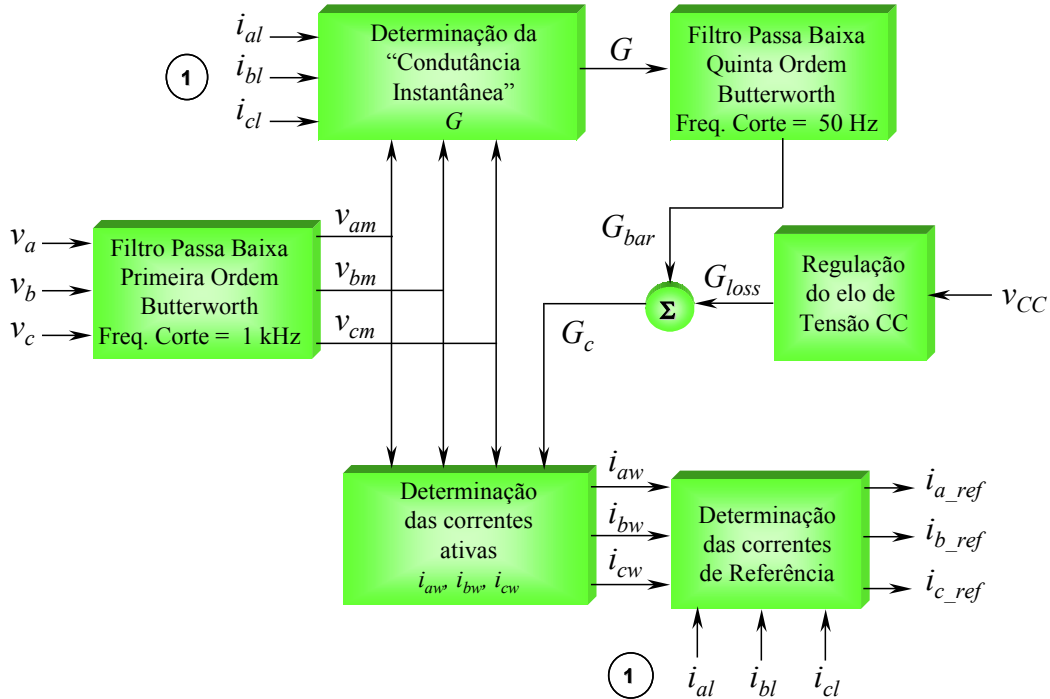 i_al
i_bl
i_cl
1
Determinação da
“Condutância
Instantânea”
G
G
Filtro Passa Baixa
Quinta Ordem
Butterworth
Freq. Corte = 50 Hz
v_a
v_b
v_c
Filtro Passa Baixa
Primeira Ordem
Butterworth
Freq. Corte = 1 kHz
v_am
v_bm
v_cm
G_bar
G_loss
Σ
G_c
Regulação
do elo de
Tensão CC
v_CC
Determinação
das correntes
ativas
i_aw, i_bw, i_cw
i_aw
i_bw
i_cw
Determinação
das correntes
de Referência
i_a_ref
i_b_ref
i_c_ref
1
i_al
i_bl
i_cl